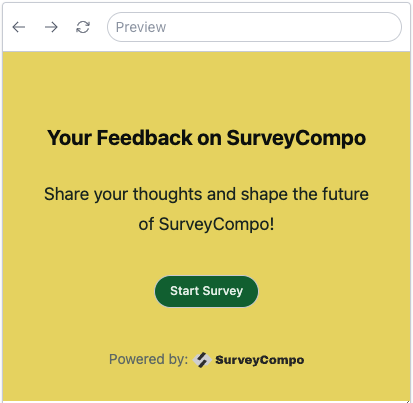 Preview
Your Feedback on SurveyCompo
Share your thoughts and shape the future
of SurveyCompo!
Start Survey
Powered by: SurveyCompo